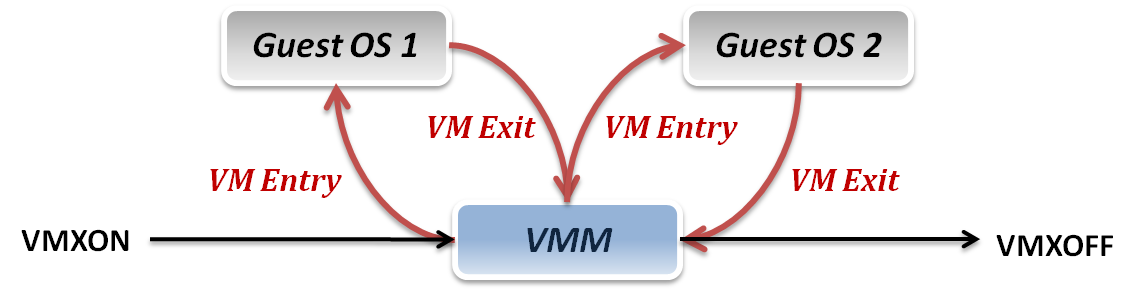 Guest OS 1
Guest OS 2
VM Exit
VM Entry
VM Entry
VM Exit
VMXON
VMM
VMXOFF